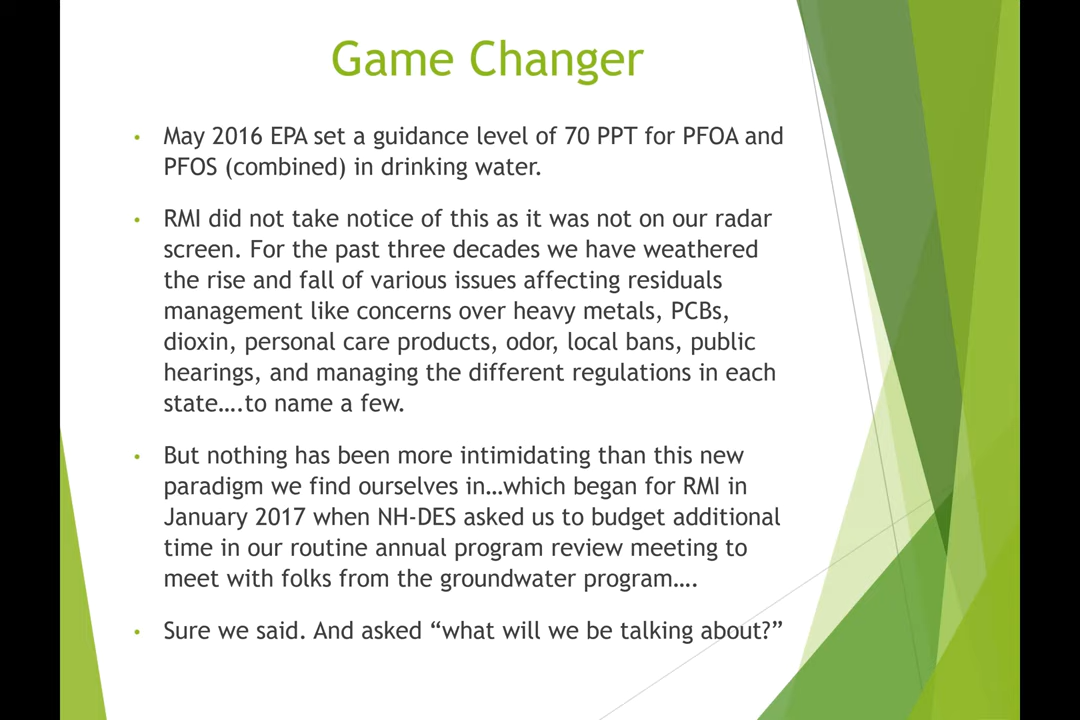 Game Changer
• May 2016 EPA set a guidance level of 70 PPT for PFOA and
PFOS (combined) in drinking water.
• RMI did not take notice of this as it was not on our radar
screen. For the past three decades we have weathered
the rise and fall of various issues affecting residuals
management like concerns over heavy metals, PCBs,
dioxin, personal care products, odor, local bans, public
hearings, and managing the different regulations in each
state….to name a few.
• But nothing has been more intimidating than this new
paradigm we find ourselves in…which began for RMI in
January 2017 when NH-DES asked us to budget additional
time in our routine annual program review meeting to
meet with folks from the groundwater program….
• Sure we said. And asked “what will we be talking about?”